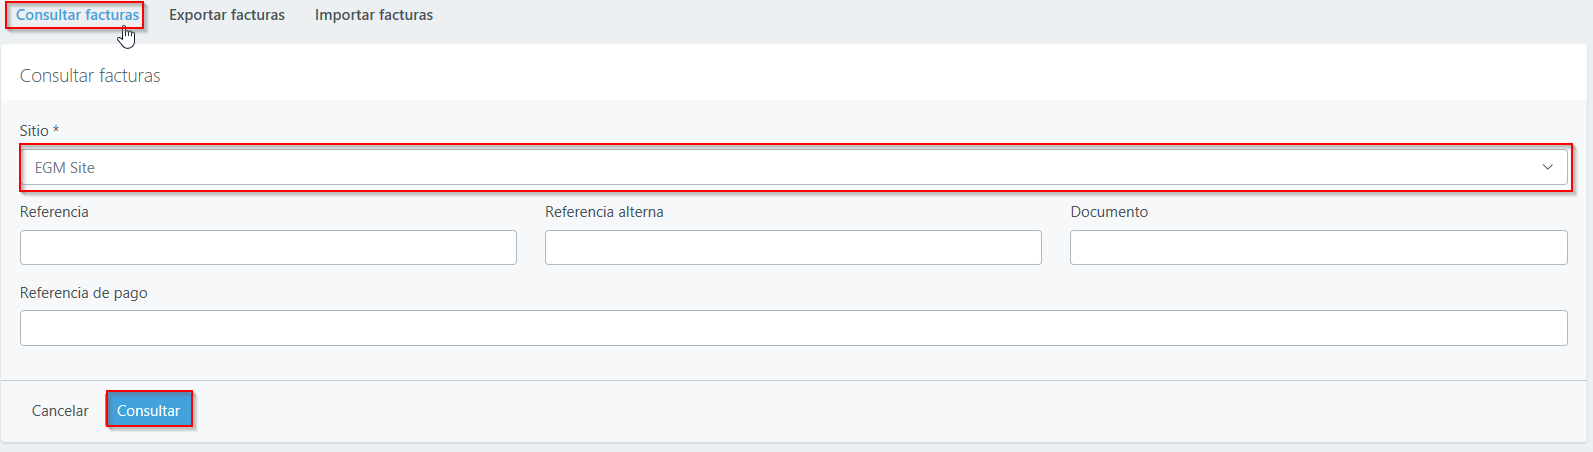 Consultar facturas Exportar facturas Importar facturas
Consultar facturas
Sitio *
EGM Site
Referencia Referencia alterna Documento
Referencia de pago
Cancelar Consultar